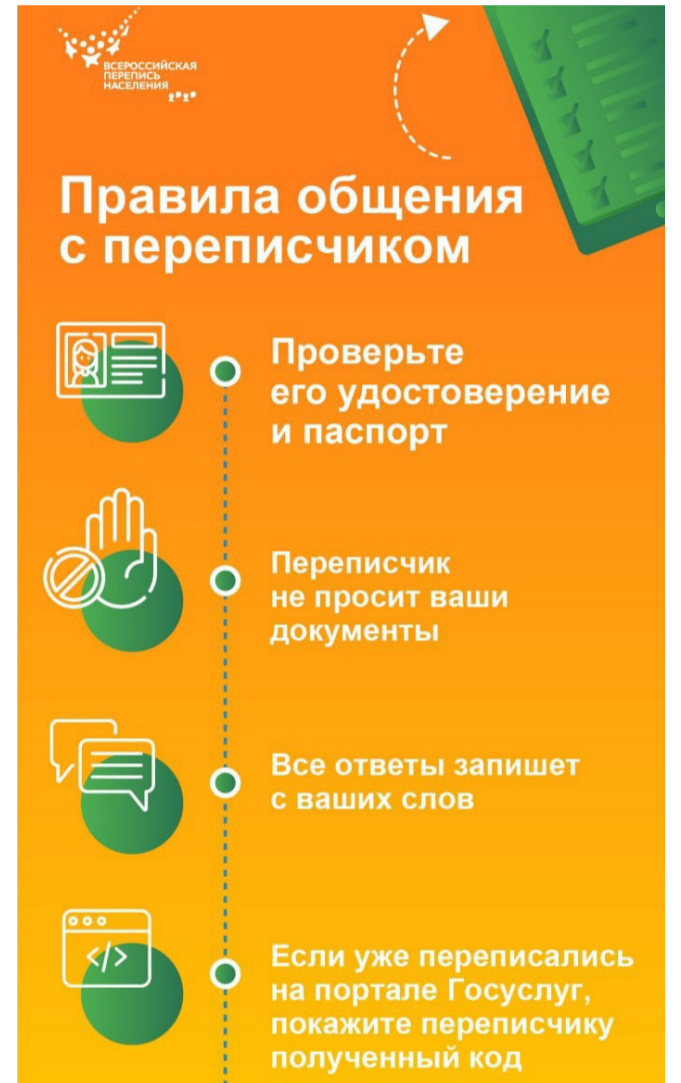 ВСЕРОССИЙСКАЯ
ПЕРЕПИСЬ
НАСЕЛЕНИЯ
Правила общения
с переписчиком
Проверьте
его удостоверение
и паспорт
Переписчик
не просит ваши
документы
Все ответы запишет
с ваших слов
</>
Если уже переписались
на портале Госуслуг,
покажите переписчику
полученный код